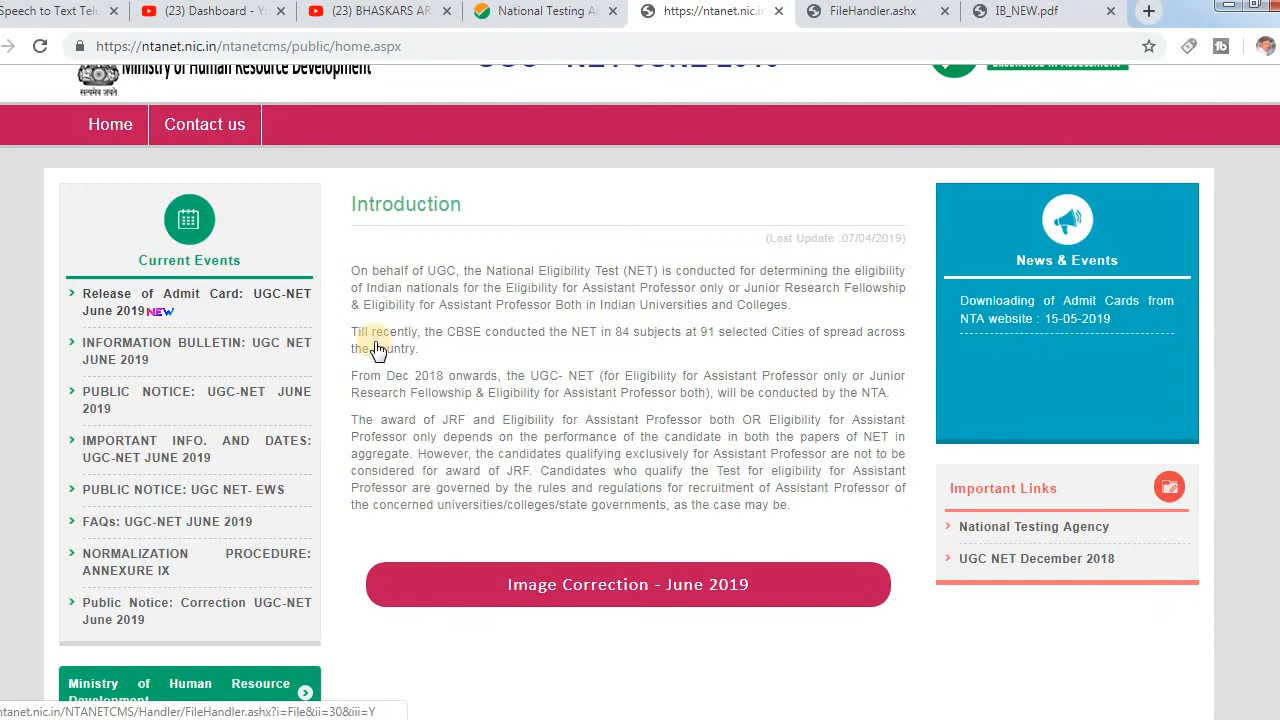 Speech to Text Telu
(23) Dashboard - Y
(23) BHASKARS AR
National Testing A
https://ntanet.nic.in
FileHandler.ashx
IB_NEW.pdf
https://ntanet.nic.in/ntanetcms/public/home.aspx
Ministry of Human Resource Development
UGC - NET JUNE 2019
Excellence in Assessment
सत्यमेव जयते
Home
Contact us
Current Events
Release of Admit Card: UGC-NET
June 2019 NEW
INFORMATION BULLETIN: UGC NET
JUNE 2019
PUBLIC NOTICE: UGC-NET JUNE
2019
IMPORTANT INFO. AND DATES:
UGC-NET JUNE 2019
PUBLIC NOTICE: UGC NET- EWS
FAQs: UGC-NET JUNE 2019
NORMALIZATION PROCEDURE:
ANNEXURE IX
Public Notice: Correction UGC-NET
June 2019
Ministry of Human Resource
Development
Introduction
(Last Update :07/04/2019)
On behalf of UGC, the National Eligibility Test (NET) is conducted for determining the eligibility
of Indian nationals for the Eligibility for Assistant Professor only or Junior Research Fellowship
& Eligibility for Assistant Professor Both in Indian Universities and Colleges.
Till recently, the CBSE conducted the NET in 84 subjects at 91 selected Cities of spread across
the country.
From Dec 2018 onwards, the UGC- NET (for Eligibility for Assistant Professor only or Junior
Research Fellowship & Eligibility for Assistant Professor both), will be conducted by the NTA.
The award of JRF and Eligibility for Assistant Professor both OR Eligibility for Assistant
Professor only depends on the performance of the candidate in both the papers of NET in
aggregate. However, the candidates qualifying exclusively for Assistant Professor are not to be
considered for award of JRF. Candidates who qualify the Test for eligibility for Assistant
Professor are governed by the rules and regulations for recruitment of Assistant Professor of
the concerned universities/colleges/state governments, as the case may be.
Image Correction - June 2019
News & Events
Downloading of Admit Cards from
NTA website : 15-05-2019
Important Links
National Testing Agency
UGC NET December 2018
ntanet.nic.in/NTANETCMS/Handler/FileHandler.ashx?i=File&ii=30&iii=Y